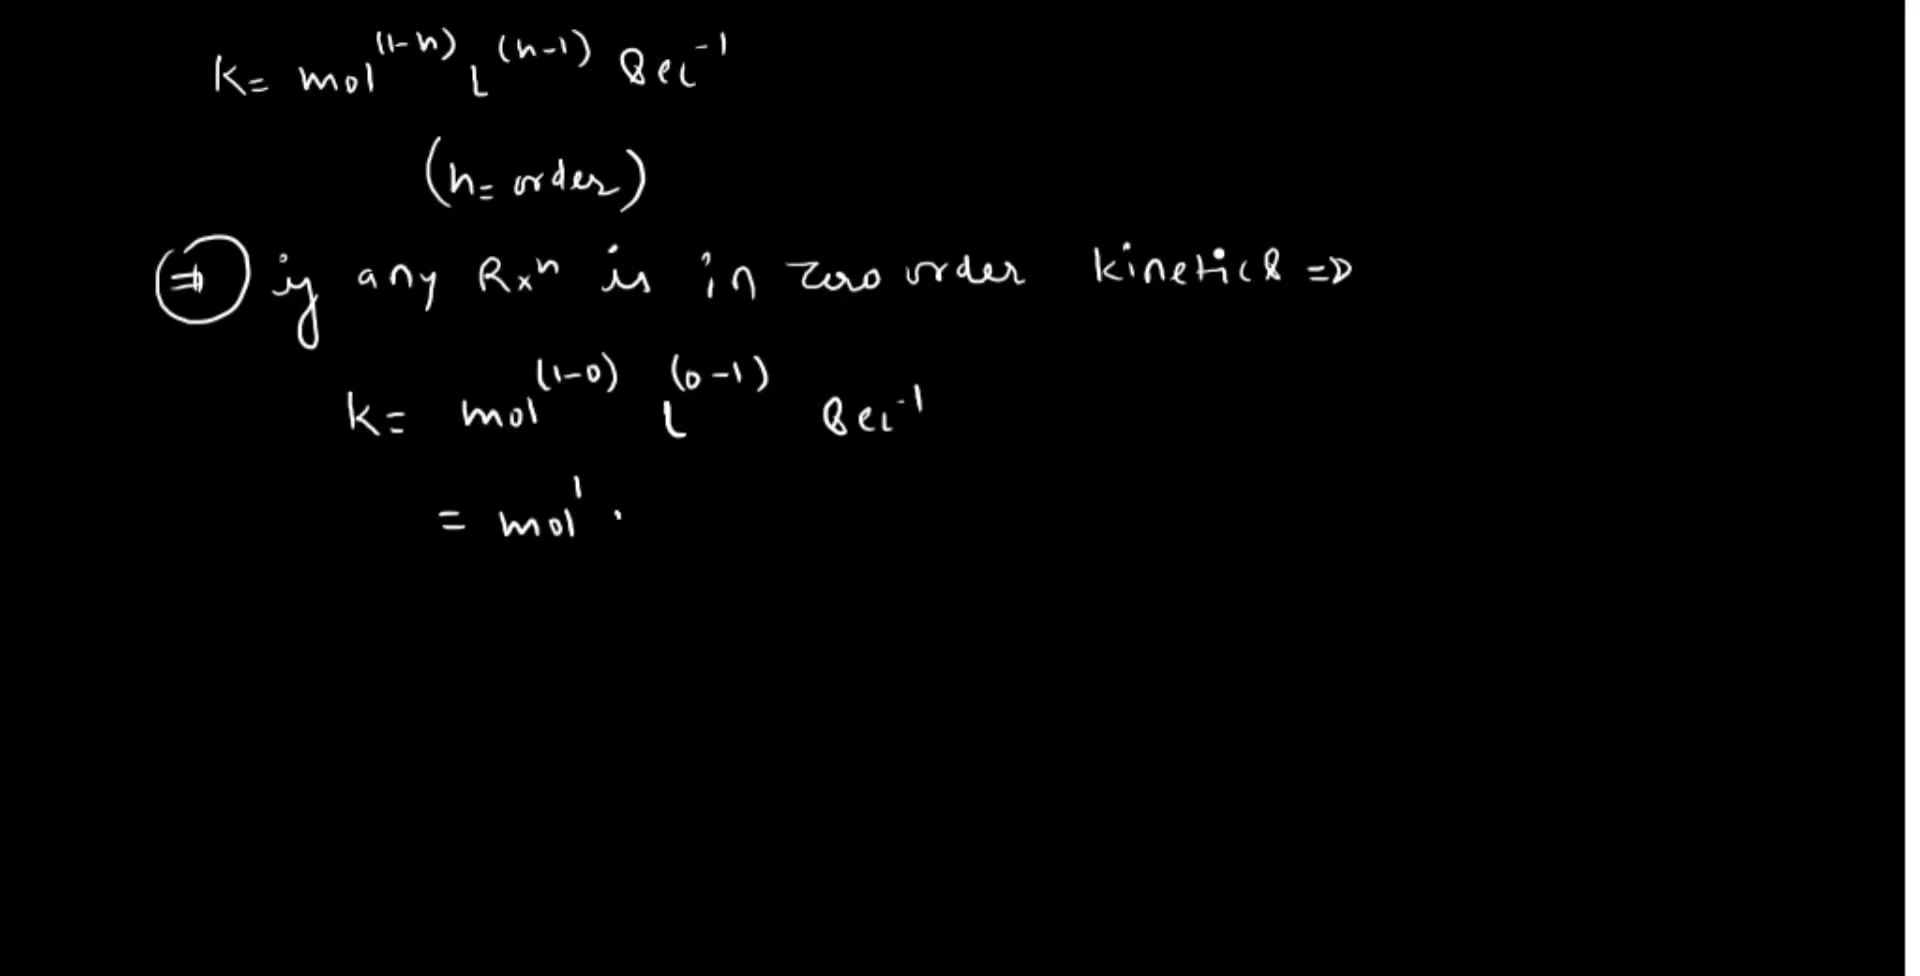 K= mol^(1-n) L^(n-1) Sec^-1
(n= order)
⇒ if any Rxn is in zero order kinetics ⇒
K= mol^(1-0) L^(0-1) Sec^-1
= mol^1 .